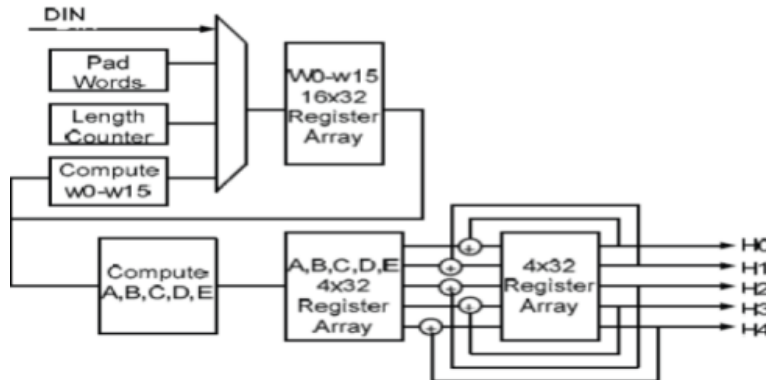 DIN
Pad
Words
Length
Counter
Compute
w0-w15
W0-w15
16x32
Register
Array
Compute
A,B,C,D,E
A,B,C,D,E
4x32
Register
Array
4x32
Register
Array
H0
H1
H2
H3
H4